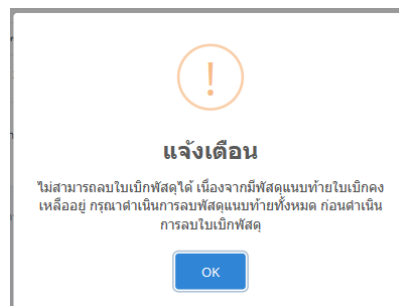 !
แจ้งเตือน
ไม่สามารถลบใบเบิกพัสดุได้ เนื่องจากมีพัสดุแนบท้ายใบเบิกคง
เหลืออยู่ กรุณาดำเนินการลบพัสดุแนบท้ายทั้งหมด ก่อนดำเนิน
การลบใบเบิกพัสดุ
OK